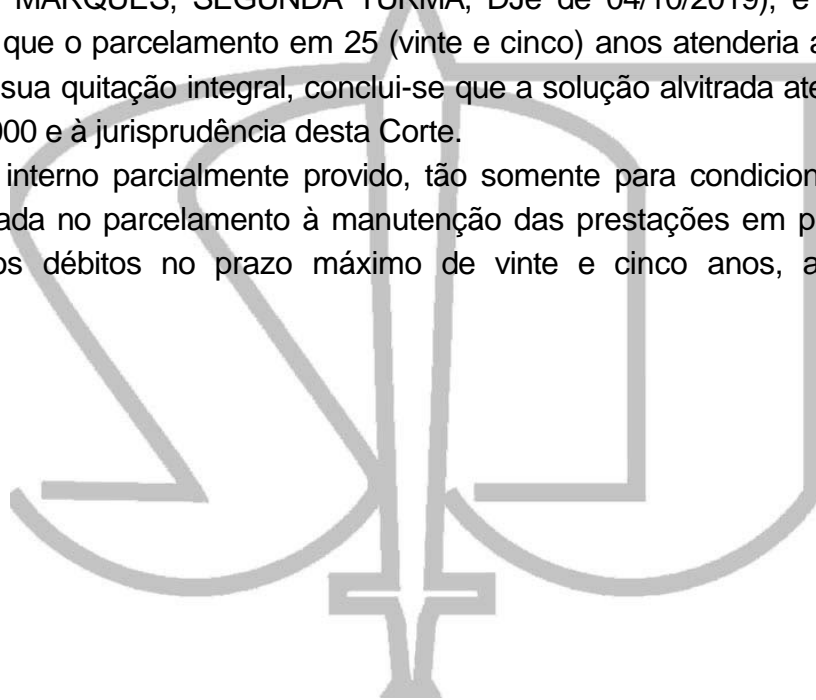 MARQUES, SEGUNDA TURMA, DJe de 04/10/2019), e
que o parcelamento em 25 (vinte e cinco) anos atenderia a
sua quitação integral, conclui-se que a solução alvitrada ate
000 e à jurisprudência desta Corte.
interno parcialmente provido, tão somente para condicion
ada no parcelamento à manutenção das prestações em p
os débitos no prazo máximo de vinte e cinco anos, a